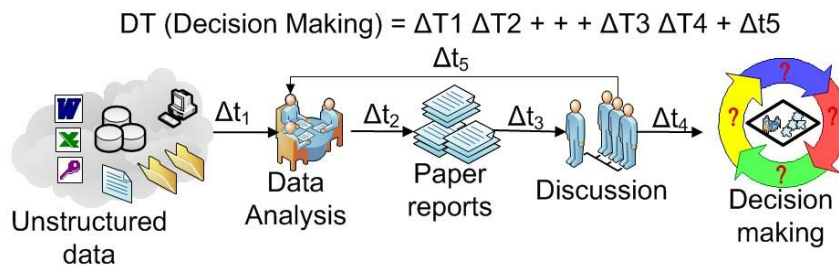 DT (Decision Making) = ΔT1 ΔT2 + + + ΔT3 ΔT4 + Δt5
Δt5
Δt1
Δt2
Δt3
Δt4
W
X
? ? ? ? ?
Unstructured
data
Data
Analysis
Paper
reports
Discussion
Decision
making